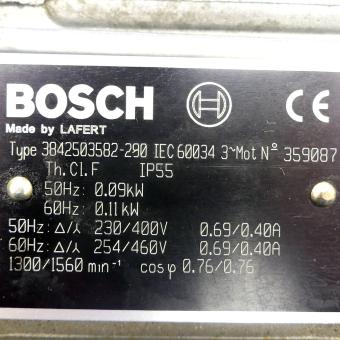 BOSCH CE
Made by LAFERT
Type 3842503582-290 IEC 60034 3~Mot Nº 359087
Th.Cl.F IP55
50Hz: 0.09kW
60Hz: 0.11kW
50Hz: Δ/⅄ 230/400V 0.69/0.40A
60Hz: Δ/⅄ 254/460V 0.69/0.40A
1300/1560 min⁻¹ cosφ 0.76/0.76